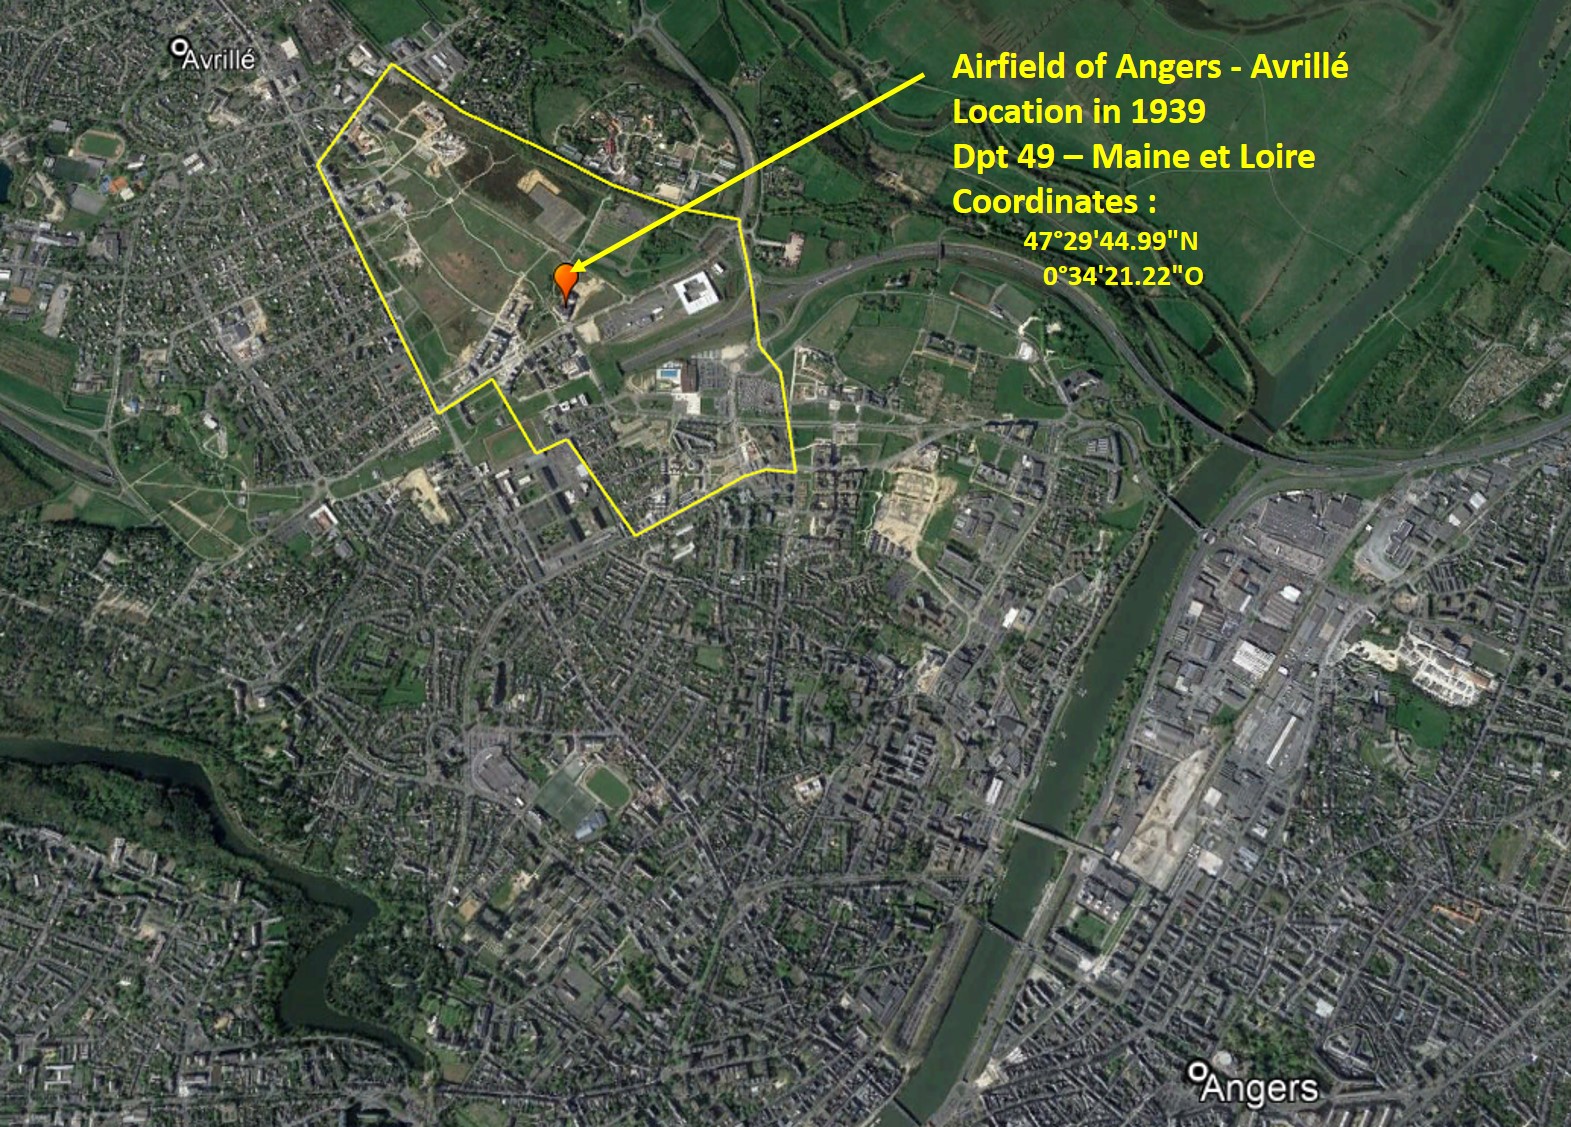 Avrillé
Airfield of Angers - Avrillé
Location in 1939
Dpt 49 – Maine et Loire
Coordinates :
47°29'44.99"N
0°34'21.22"O
Angers